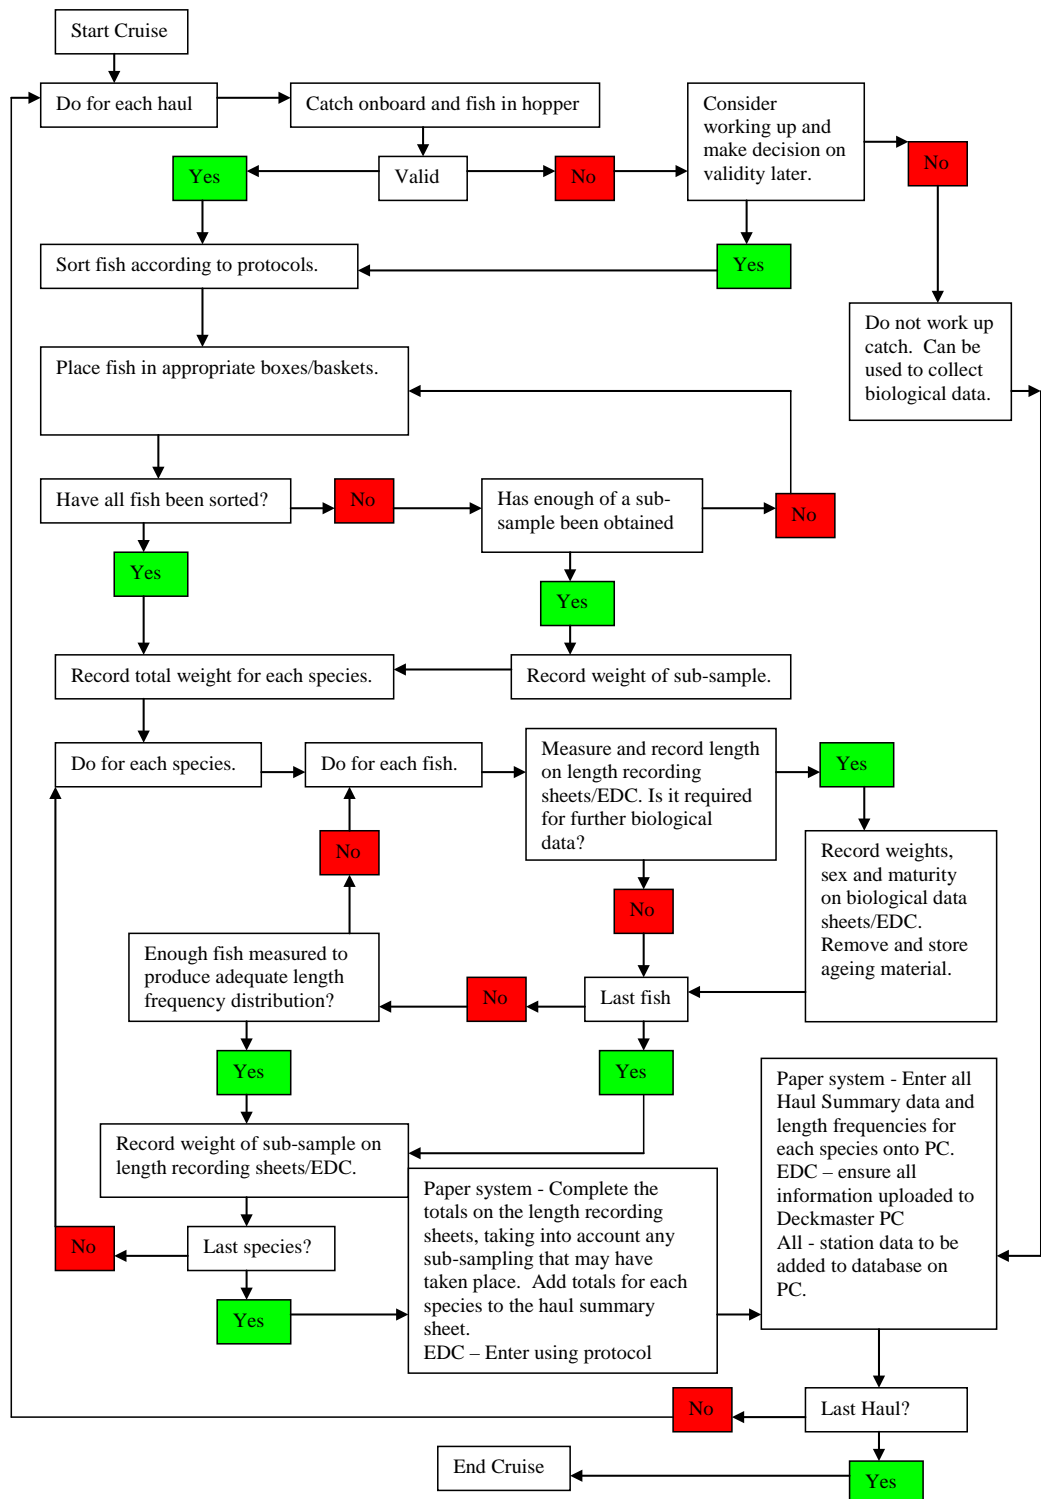 Start Cruise
Do for each haul
Catch onboard and fish in hopper
Consider
working up and
make decision on
validity later.
Yes
Valid
No
No
Sort fish according to protocols.
Yes
Do not work up
catch.  Can be
used to collect
biological data.
Place fish in appropriate boxes/baskets.
Have all fish been sorted?
No
Has enough of a sub-
sample been obtained
No
Yes
Yes
Record total weight for each species.
Record weight of sub-sample.
Do for each species.
Do for each fish.
Measure and record length
on length recording
sheets/EDC. Is it required
for further biological
data?
Yes
No
Record weights,
sex and maturity
on biological data
sheets/EDC.
Remove and store
ageing material.
No
Enough fish measured to
produce adequate length
frequency distribution?
No
Last fish
Yes
Yes
Paper system - Enter all
Haul Summary data and
length frequencies for
each species onto PC.
EDC – ensure all
information uploaded to
Deckmaster PC
All - station data to be
added to database on
PC.
Record weight of sub-sample on
length recording sheets/EDC.
Paper system - Complete the
totals on the length recording
sheets, taking into account any
sub-sampling that may have
taken place.  Add totals for each
species to the haul summary
sheet.
EDC – Enter using protocol
No
Last species?
Yes
No
Last Haul?
End Cruise
Yes